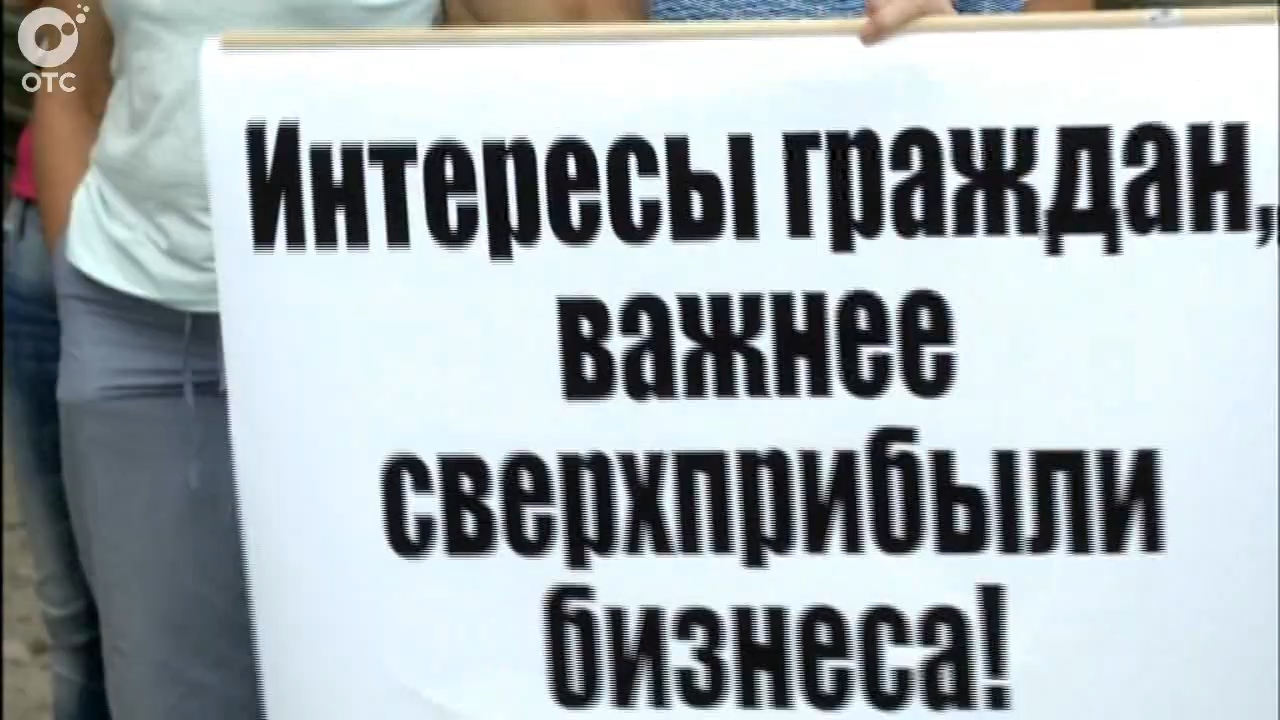 ОТС
Интересы граждан,
важнее
сверхприбыли
бизнеса!